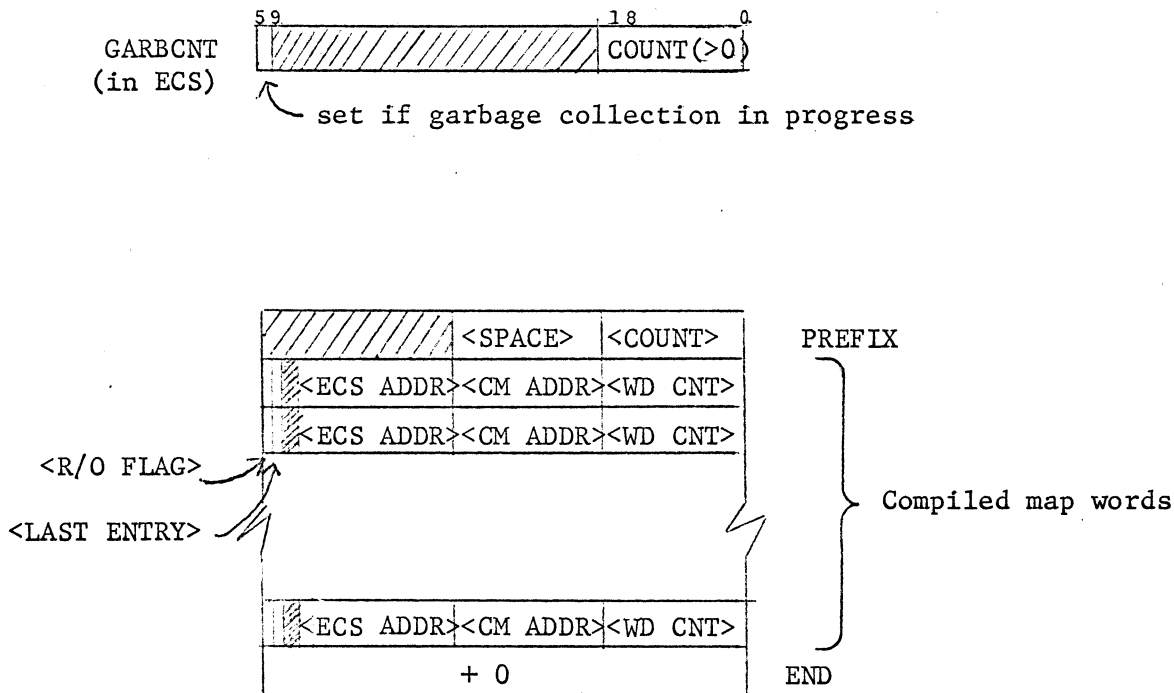 59 18 0
GARBCNT COUNT(>0)
(in ECS)
set if garbage collection in progress
<SPACE> <COUNT> PREFIX
<ECS ADDR> <CM ADDR> <WD CNT>
<ECS ADDR> <CM ADDR> <WD CNT>
<R/O FLAG>
Compiled map words
<LAST ENTRY>
<ECS ADDR> <CM ADDR> <WD CNT>
+ 0 END